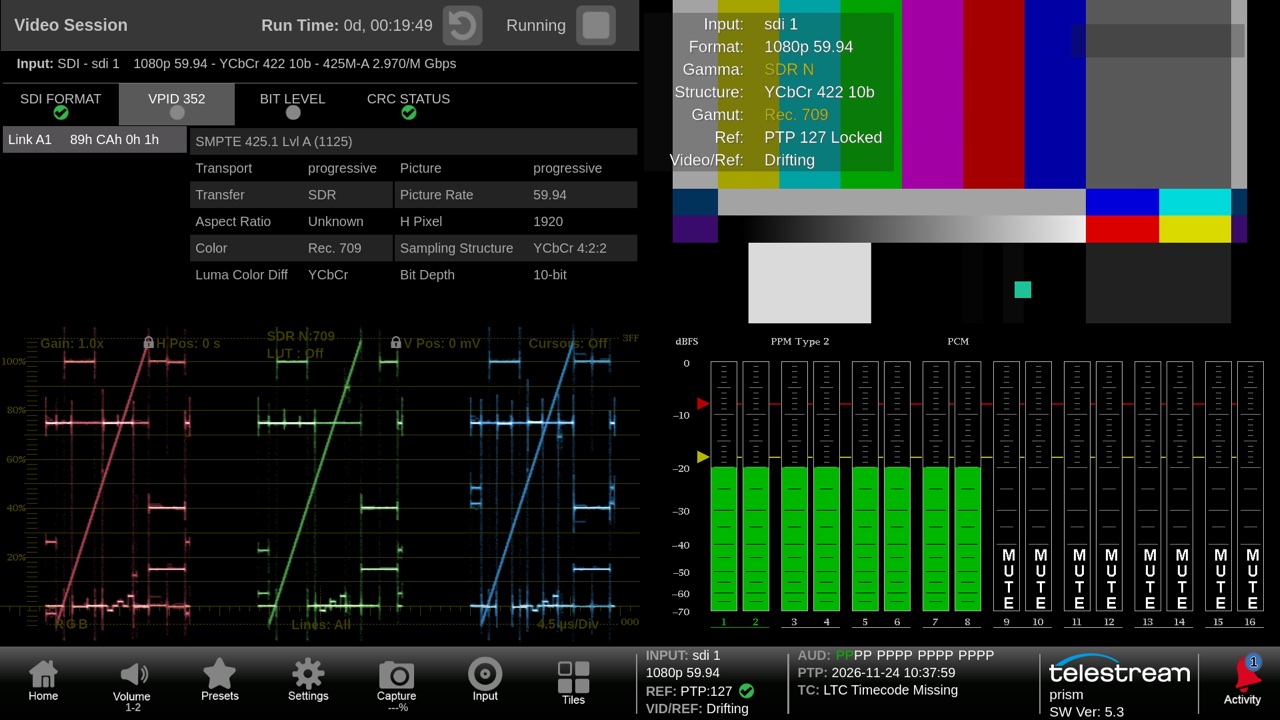 Video Session
Run Time: 0d, 00:19:49
Running
Input: SDI - sdi 1 1080p 59.94 - YCbCr 422 10b - 425M-A 2.970/M Gbps
SDI FORMAT
VPID 352
BIT LEVEL
CRC STATUS
Link A1 89h CAh 0h 1h
SMPTE 425.1 Lvl A (1125)
Transport progressive Picture progressive
Transfer SDR Picture Rate 59.94
Aspect Ratio Unknown H Pixel 1920
Color Rec. 709 Sampling Structure YCbCr 4:2:2
Luma Color Diff YCbCr Bit Depth 10-bit
Input: sdi 1
Format: 1080p 59.94
Gamma: SDR N
Structure: YCbCr 422 10b
Gamut: Rec. 709
Ref: PTP 127 Locked
Video/Ref: Drifting
Gain: 1.0x
H Pos: 0 s
SDR N:709
LUT : Off
V Pos: 0 mV
Cursors: Off
3FF
100%
80%
60%
40%
20%
000
RGB
Lines: All
4.5 µs/Div
dBFS
PPM Type 2
PCM
0
-10
-20
-30
-40
-50
-60
-70
MUTE MUTE MUTE MUTE MUTE MUTE MUTE MUTE
1 2 3 4 5 6 7 8 9 10 11 12 13 14 15 16
Home
Volume
1-2
Presets
Settings
Capture
---%
Input
Tiles
INPUT: sdi 1
1080p 59.94
REF: PTP:127
VID/REF: Drifting
AUD: PPPP PPPP PPPP PPPP
PTP: 2026-11-24 10:37:59
TC: LTC Timecode Missing
telestream
prism
SW Ver: 5.3
1
Activity